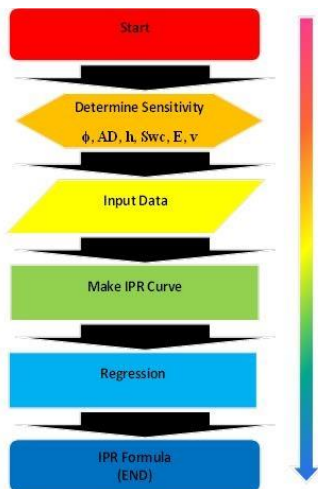 Start
Determine Sensitivity
ϕ, AD, h, Swc, E, v
Input Data
Make IPR Curve
Regression
IPR Formula
(END)